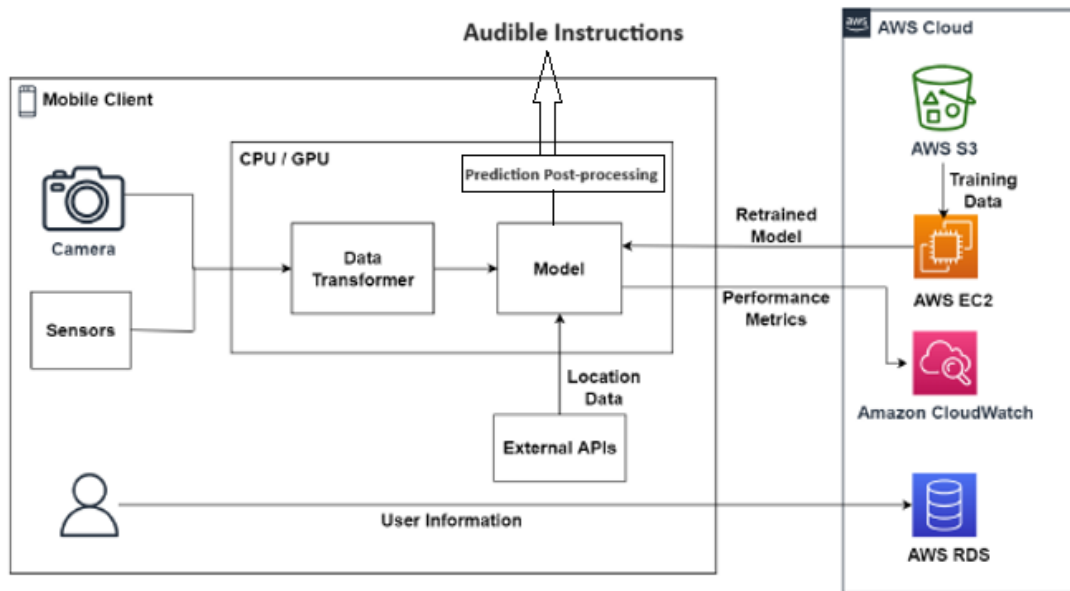 Audible Instructions
aws
AWS Cloud
Mobile Client
CPU / GPU
Prediction Post-processing
AWS S3
Training
Data
Camera
Data
Transformer
Model
Retrained
Model
AWS EC2
Performance
Metrics
Sensors
Location
Data
Amazon CloudWatch
External APIs
User Information
AWS RDS